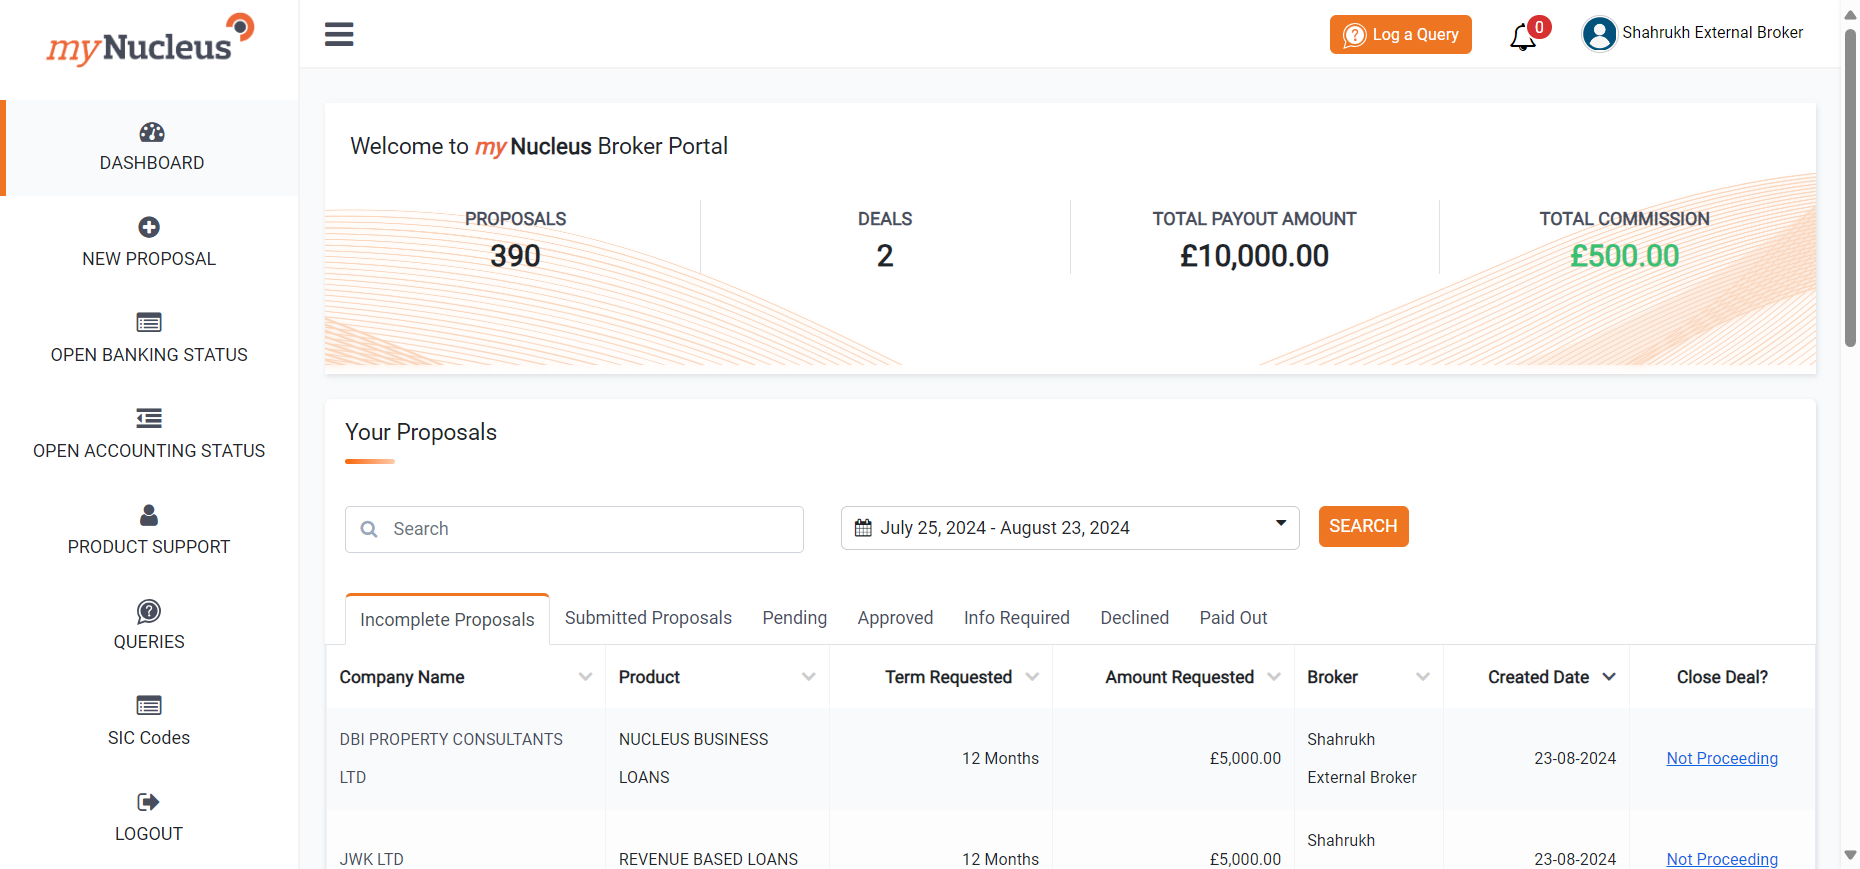 myNucleus
DASHBOARD
NEW PROPOSAL
OPEN BANKING STATUS
OPEN ACCOUNTING STATUS
PRODUCT SUPPORT
QUERIES
SIC Codes
LOGOUT
Log a Query
0
Shahrukh External Broker
Welcome to my Nucleus Broker Portal
PROPOSALS
390
DEALS
2
TOTAL PAYOUT AMOUNT
£10,000.00
TOTAL COMMISSION
£500.00
Your Proposals
Search
July 25, 2024 - August 23, 2024
SEARCH
Incomplete Proposals Submitted Proposals Pending Approved Info Required Declined Paid Out
Company Name Product Term Requested Amount Requested Broker Created Date Close Deal?
DBI PROPERTY CONSULTANTS
LTD
NUCLEUS BUSINESS
LOANS
12 Months
£5,000.00
Shahrukh
External Broker
23-08-2024
Not Proceeding
JWK LTD
REVENUE BASED LOANS
12 Months
£5,000.00
Shahrukh
23-08-2024
Not Proceeding